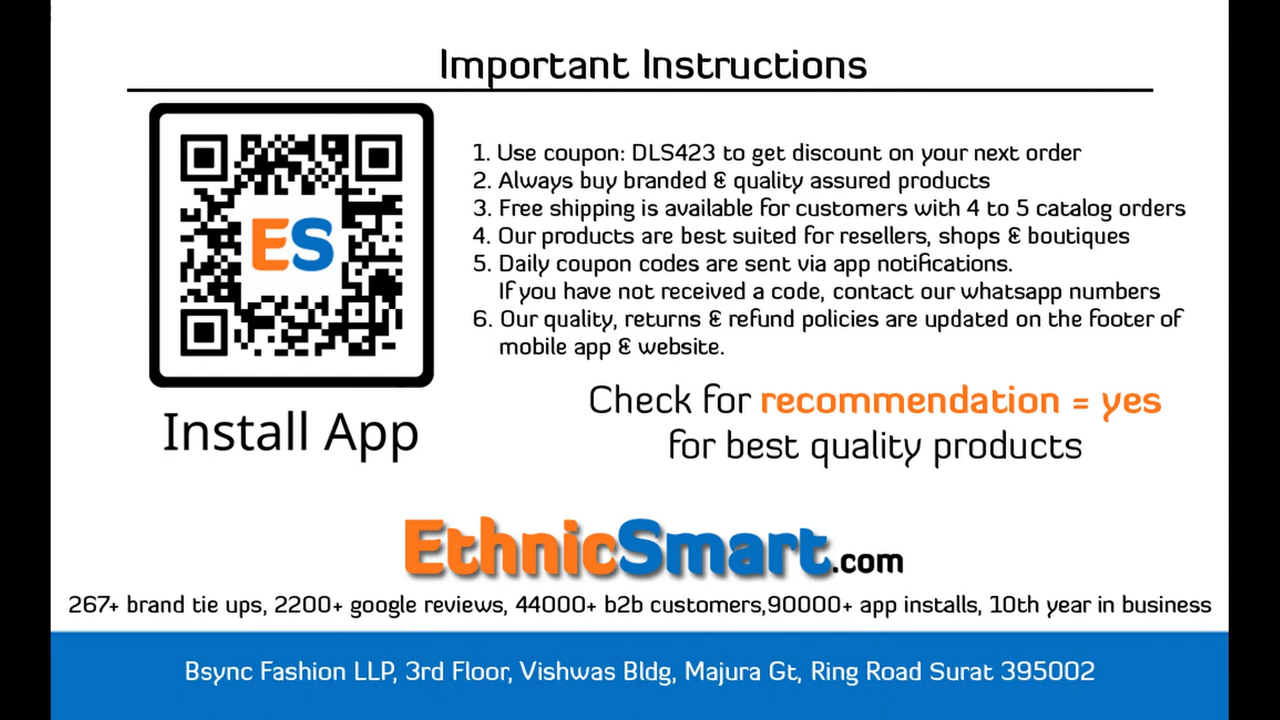 Important Instructions
1. Use coupon: DLS423 to get discount on your next order
2. Always buy branded & quality assured products
3. Free shipping is available for customers with 4 to 5 catalog orders
4. Our products are best suited for resellers, shops & boutiques
5. Daily coupon codes are sent via app notifications.
If you have not received a code, contact our whatsapp numbers
6. Our quality, returns & refund policies are updated on the footer of
mobile app & website.
ES
Install App
Check for recommendation = yes
for best quality products
EthnicSmart.com
267+ brand tie ups, 2200+ google reviews, 44000+ b2b customers,90000+ app installs, 10th year in business
Bsync Fashion LLP, 3rd Floor, Vishwas Bldg, Majura Gt, Ring Road Surat 395002